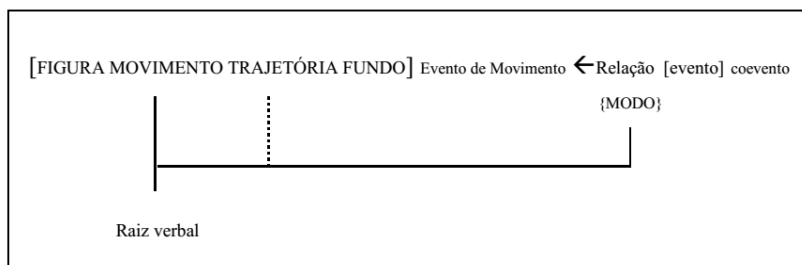 [FIGURA MOVIMENTO TRAJETÓRIA FUNDO] Evento de Movimento ←Relação [evento] coevento
{MODO}
Raiz verbal